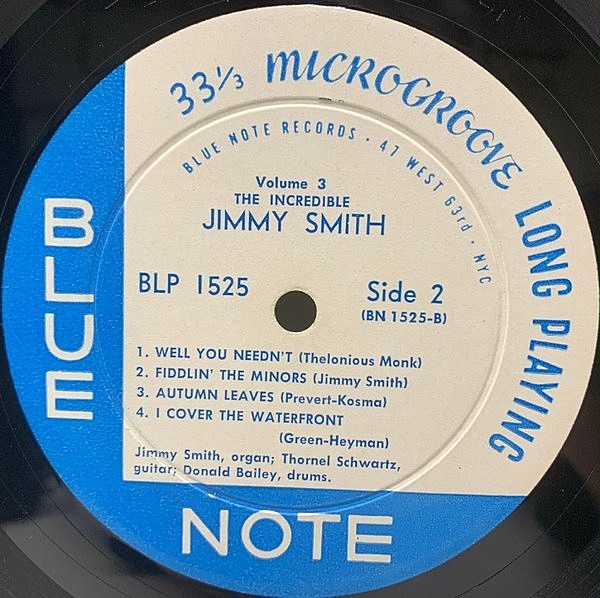 33 1/3 MICROGROOVE LONG PLAYING
BLUE NOTE RECORDS · 47 WEST 63rd · NYC
Volume 3
THE INCREDIBLE
JIMMY SMITH
BLP 1525
Side 2
(BN 1525-B)
1. WELL YOU NEEDN'T (Thelonious Monk)
2. FIDDLIN' THE MINORS (Jimmy Smith)
3. AUTUMN LEAVES (Prevert-Kosma)
4. I COVER THE WATERFRONT
(Green-Heyman)
Jimmy Smith, organ; Thornel Schwartz,
guitar; Donald Bailey, drums.
BLUE
NOTE